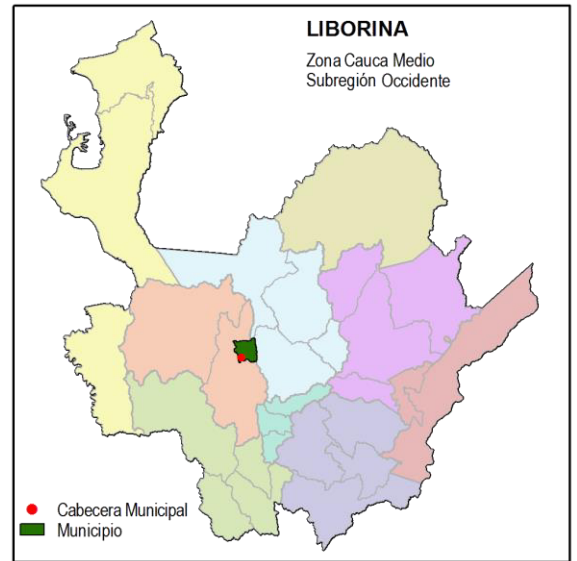 LIBORINA
Zona Cauca Medio
Subregión Occidente
Cabecera Municipal
Municipio